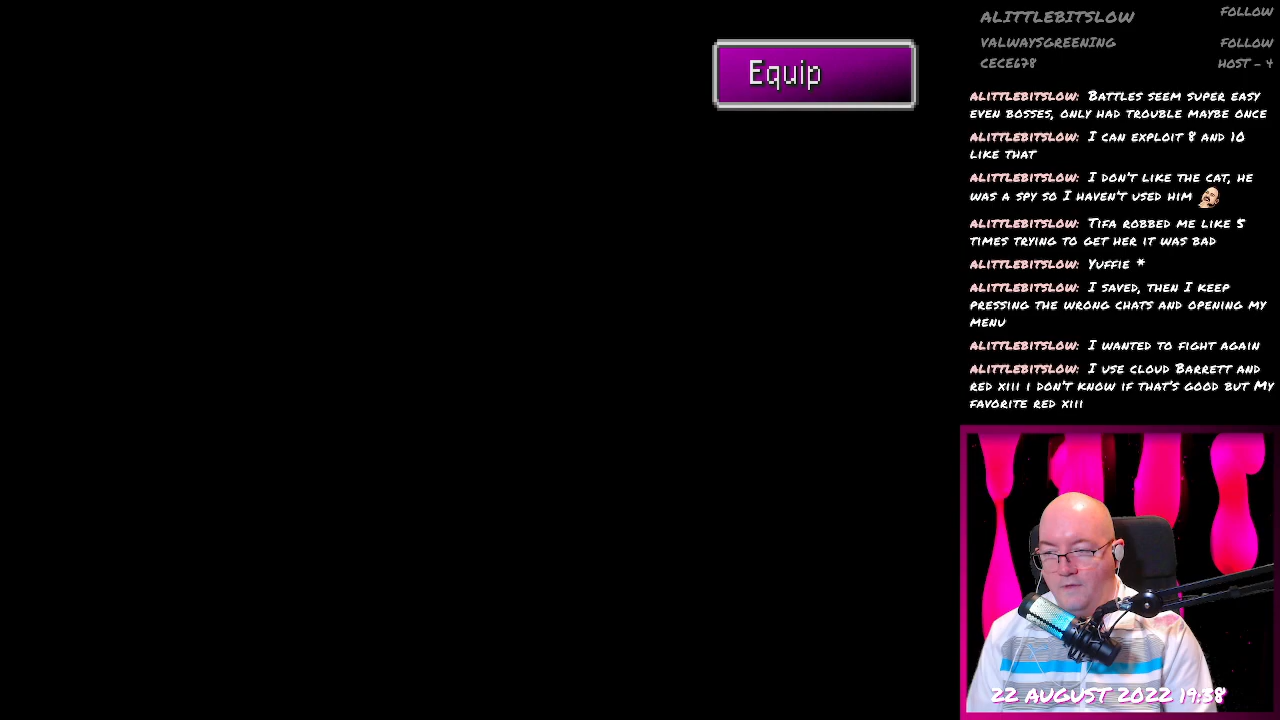 Equip
ALITTLEBITSLOW FOLLOW
VALWAYSGREENING FOLLOW
CECE678 HOST - 4
ALITTLEBITSLOW: BATTLES SEEM SUPER EASY
EVEN BOSSES, ONLY HAD TROUBLE MAYBE ONCE
ALITTLEBITSLOW: I CAN EXPLOIT 8 AND 10
LIKE THAT
ALITTLEBITSLOW: I DON'T LIKE THE CAT, HE
WAS A SPY SO I HAVEN'T USED HIM
ALITTLEBITSLOW: TIFA ROBBED ME LIKE 5
TIMES TRYING TO GET HER IT WAS BAD
ALITTLEBITSLOW: YUFFIE *
ALITTLEBITSLOW: I SAVED, THEN I KEEP
PRESSING THE WRONG CHATS AND OPENING MY
MENU
ALITTLEBITSLOW: I WANTED TO FIGHT AGAIN
ALITTLEBITSLOW: I USE CLOUD BARRETT AND
RED XIII I DON'T KNOW IF THAT'S GOOD BUT MY
FAVORITE RED XIII
22 AUGUST 2022 19:38